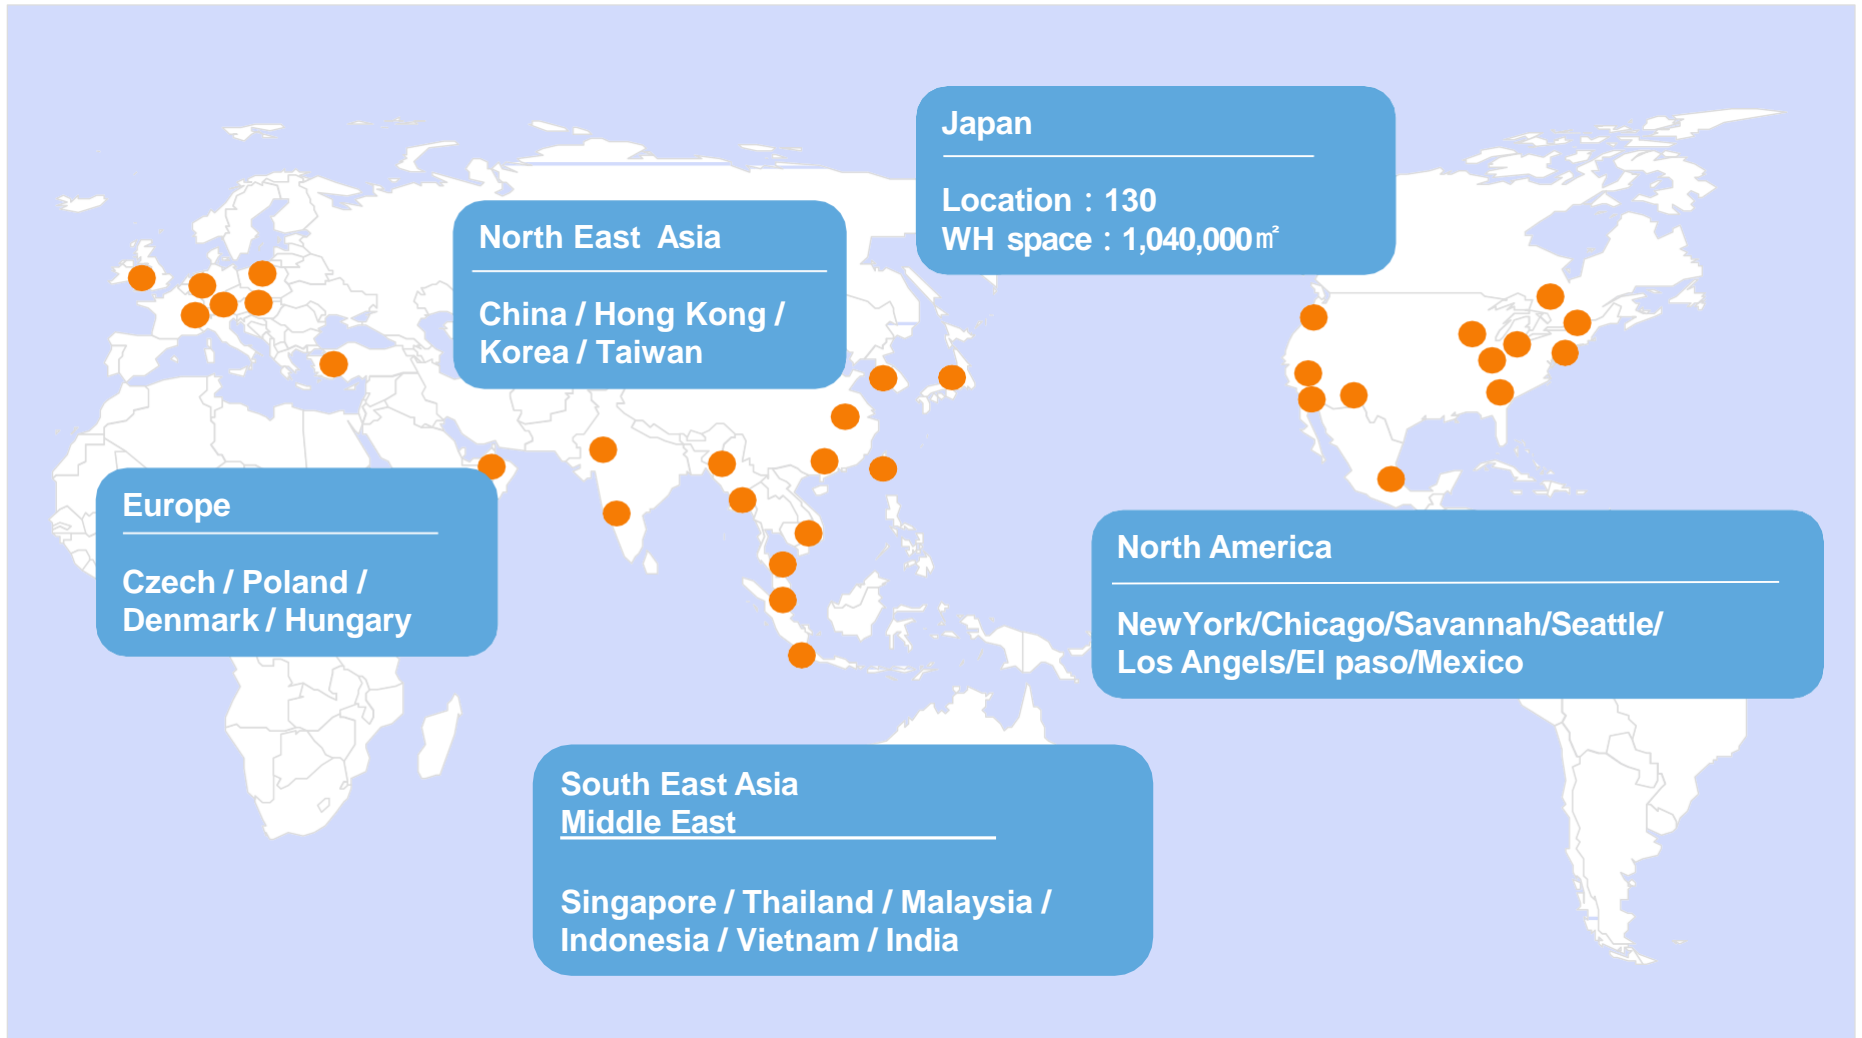 Japan
Location : 130
WH space : 1,040,000㎡
North East Asia
China / Hong Kong /
Korea / Taiwan
Europe
Czech / Poland /
Denmark / Hungary
North America
NewYork/Chicago/Savannah/Seattle/
Los Angels/El paso/Mexico
South East Asia
Middle East
Singapore / Thailand / Malaysia /
Indonesia / Vietnam / India